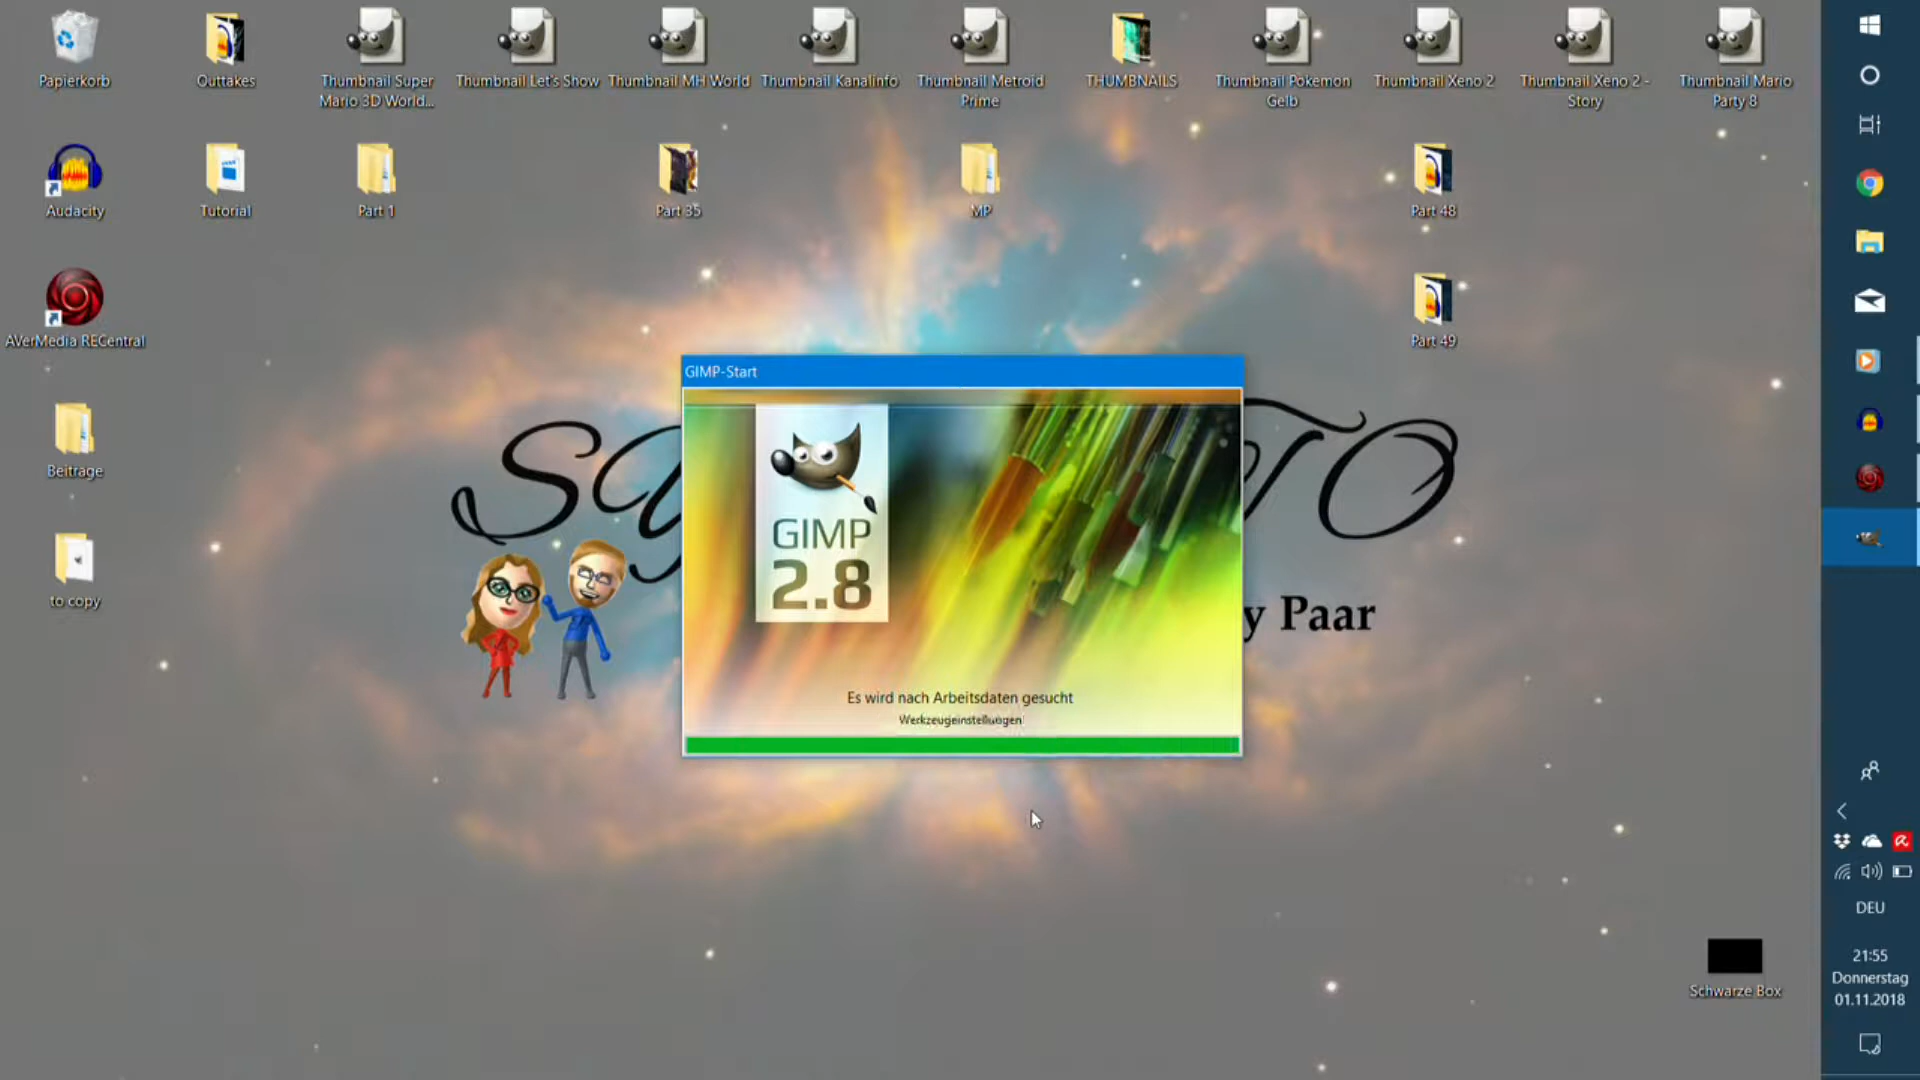 Papierkorb
Outtakes
Thumbnail Super
Mario 3D World...
Thumbnail Let's Show
Thumbnail MH World
Thumbnail Kanalinfo
Thumbnail Metroid
Prime
THUMBNAILS
Thumbnail Pokemon
Gelb
Thumbnail Xeno 2
Thumbnail Xeno 2 -
Story
Thumbnail Mario
Party 8
Audacity
Tutorial
Part 1
Part 35
MP
Part 48
AVerMedia RECentral
Part 49
GIMP-Start
Beitrage
GIMP
2.8
to copy
y Paar
Es wird nach Arbeitsdaten gesucht
Werkzeugeinstellungen
Schwarze Box
DEU
21:55
Donnerstag
01.11.2018